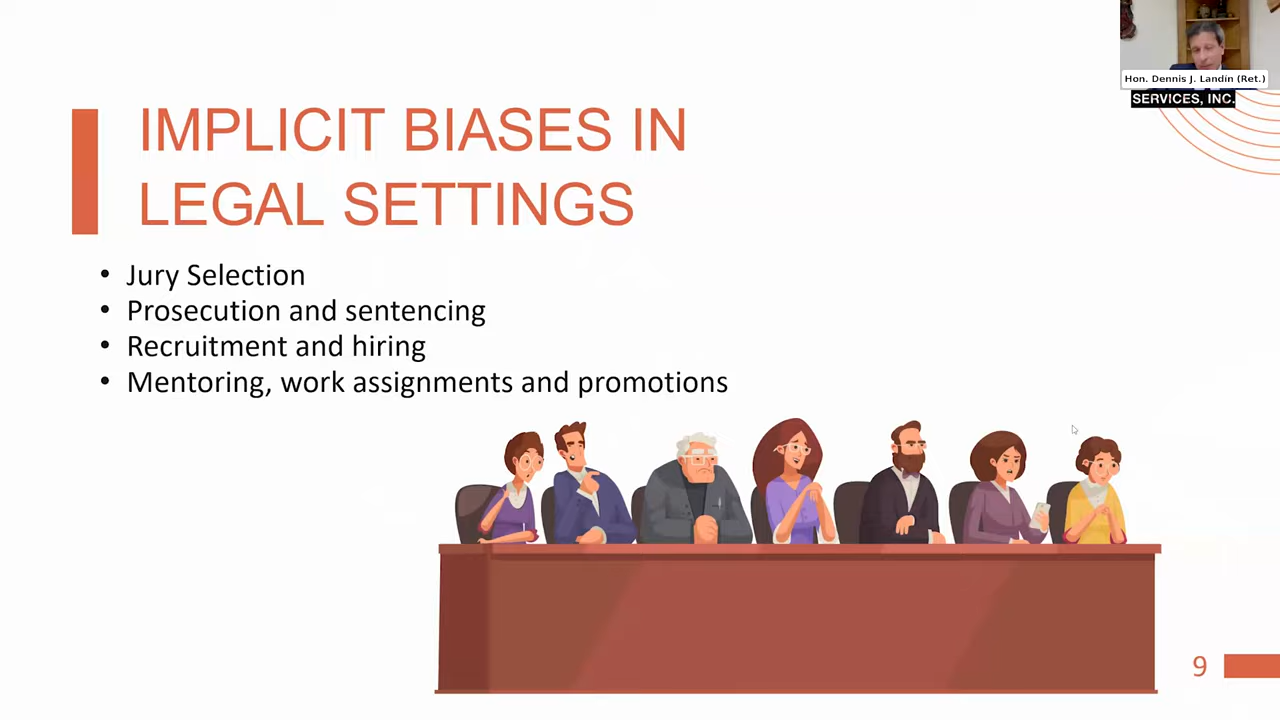 Hon. Dennis J. Landín (Ret.)
SERVICES, INC.
IMPLICIT BIASES IN
LEGAL SETTINGS
• Jury Selection
• Prosecution and sentencing
• Recruitment and hiring
• Mentoring, work assignments and promotions
9